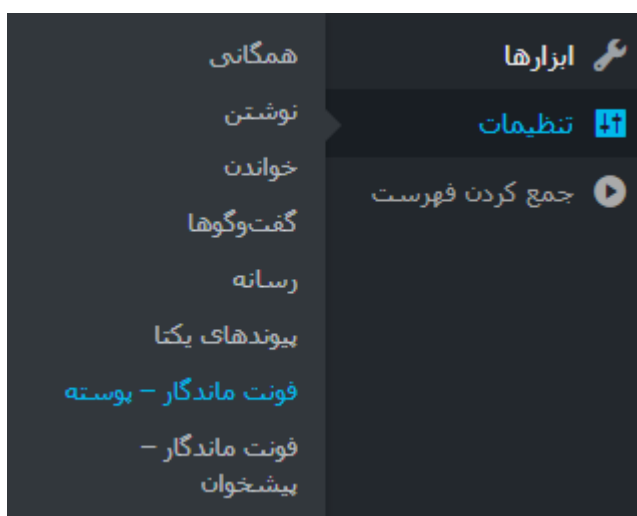 ابزارها
تنظیمات
جمع کردن فهرست
همگانی
نوشتن
خواندن
گفت‌وگوها
رسانه
پیوندهای یکتا
فونت ماندگار – پوسته
فونت ماندگار –
پیشخوان